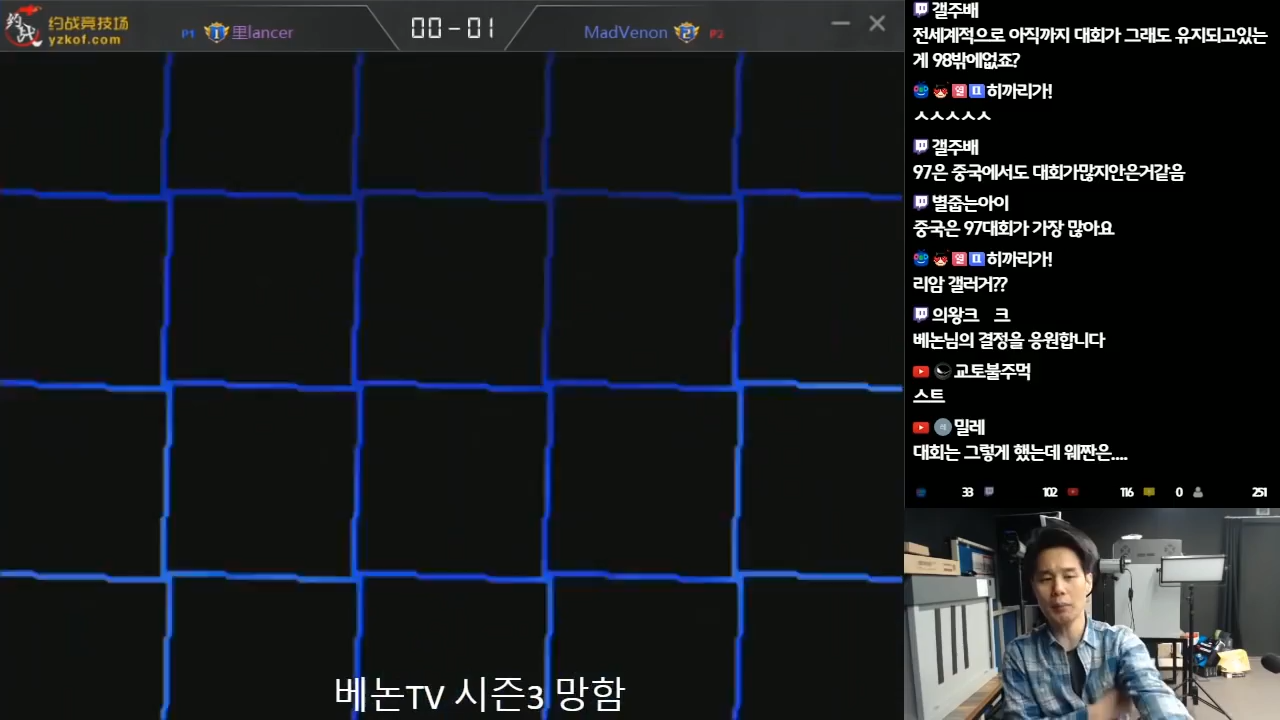 约战竞技场
yzkof.com
P1 1 里lancer
00-01
MadVenon 2 P2
갤주배
전세계적으로 아직까지 대회가 그래도 유지되고있는
게 98밖에없죠?
히까리가!
ㅅㅅㅅㅅㅅ
갤주배
97은 중국에서도 대회가많지안은거같음
별줍는아이
중국은 97대회가 가장 많아요
히까리가!
리암 갤러거??
의왕크 크
베논님의 결정을 응원합니다
교토불주먹
스트
밀레
대회는 그렇게 했는데 웨짠은....
33 102 116 0 251
베논TV 시즌3 망함